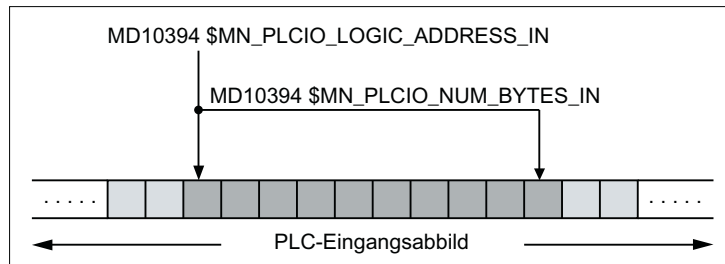 MD10394 $MN_PLCIO_LOGIC_ADDRESS_IN
MD10394 $MN_PLCIO_NUM_BYTES_IN
. . . . . . . . . .
PLC-Eingangsabbild